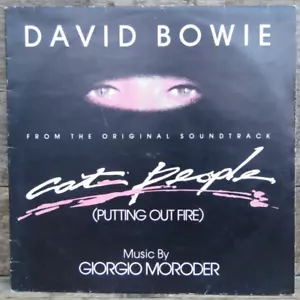 DAVID BOWIE
FROM THE ORIGINAL SOUNDTRACK
cat people
(PUTTING OUT FIRE)
Music By
GIORGIO MORODER